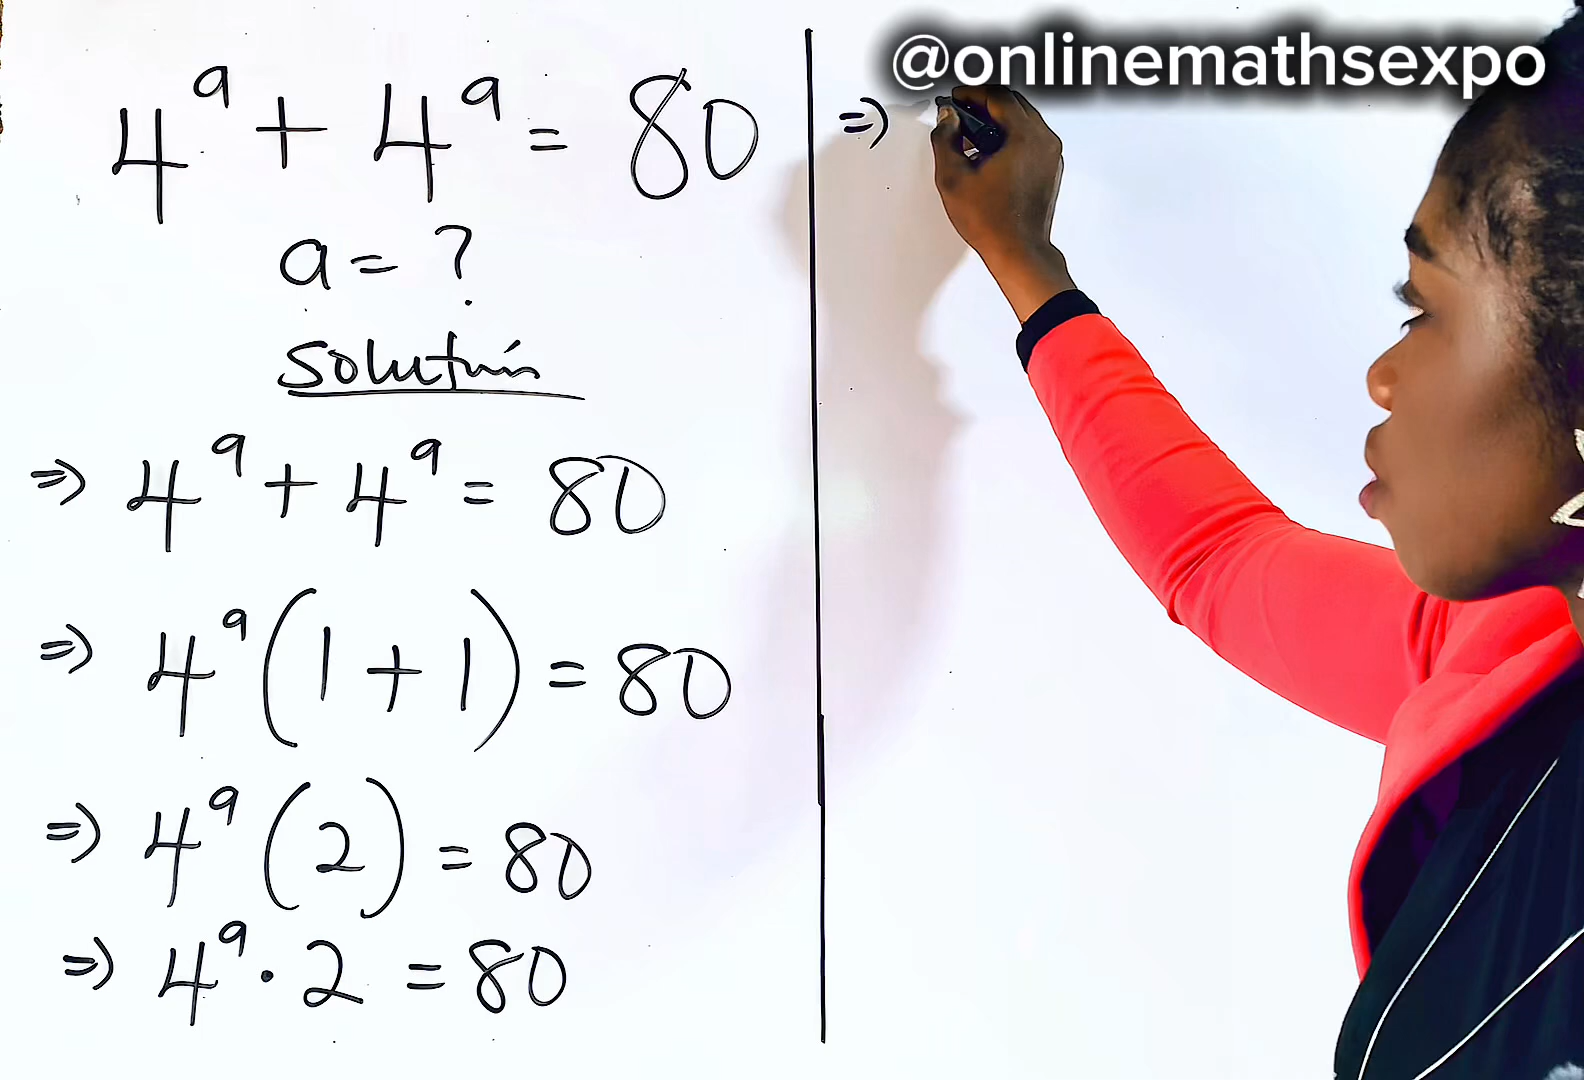 4^a + 4^a = 80
a = ?
Solution
⇒ 4^a + 4^a = 80
⇒ 4^a (1 + 1) = 80
⇒ 4^a (2) = 80
⇒ 4^a · 2 = 80
@onlinemathsexpo
⇒